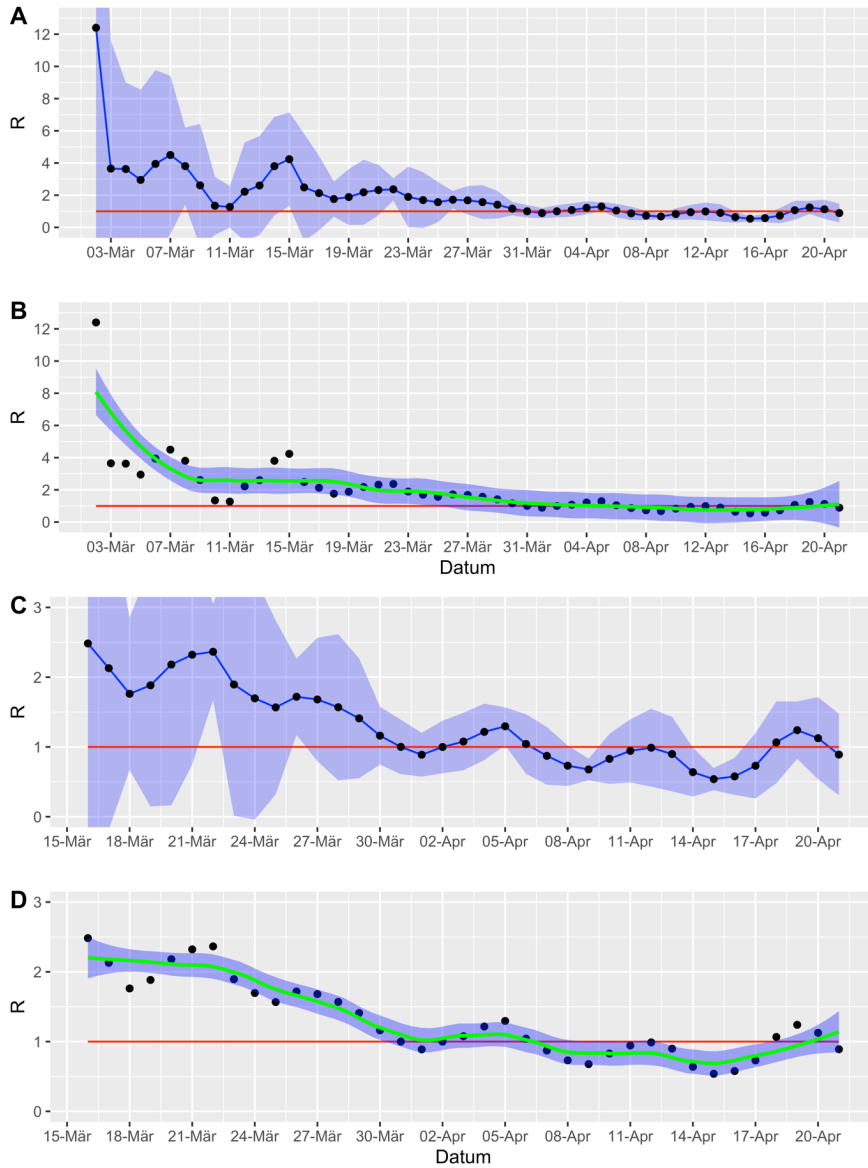 A
12
10
8
6
4
2
0
R
03-Mär 07-Mär 11-Mär 15-Mär 19-Mär 23-Mär 27-Mär 31-Mär 04-Apr 08-Apr 12-Apr 16-Apr 20-Apr
B
12
10
8
6
4
2
0
R
03-Mär 07-Mär 11-Mär 15-Mär 19-Mär 23-Mär 27-Mär 31-Mär 04-Apr 08-Apr 12-Apr 16-Apr 20-Apr
Datum
C
3
2
1
0
R
15-Mär 18-Mär 21-Mär 24-Mär 27-Mär 30-Mär 02-Apr 05-Apr 08-Apr 11-Apr 14-Apr 17-Apr 20-Apr
D
3
2
1
0
R
15-Mär 18-Mär 21-Mär 24-Mär 27-Mär 30-Mär 02-Apr 05-Apr 08-Apr 11-Apr 14-Apr 17-Apr 20-Apr
Datum